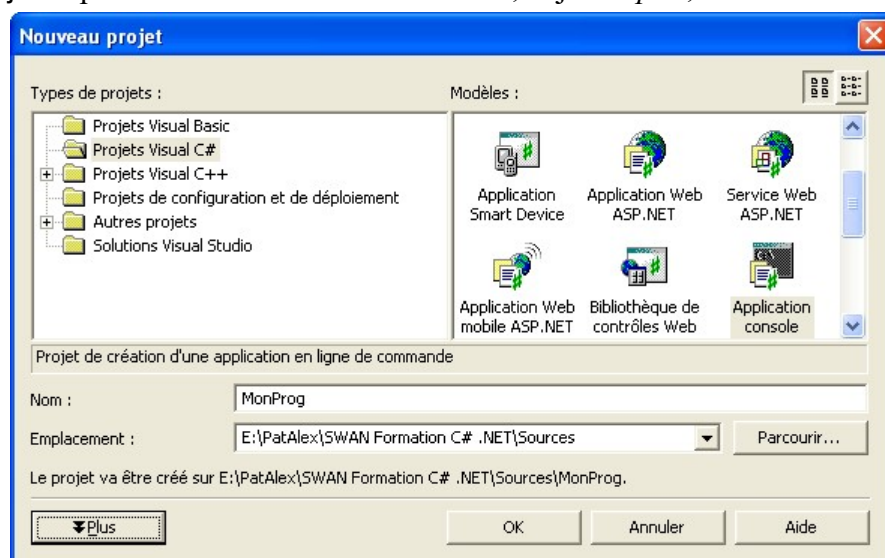 Nouveau projet
Types de projets :
Modèles :
Projets Visual Basic
Projets Visual C#
Projets Visual C++
Projets de configuration et de déploiement
Autres projets
Solutions Visual Studio
Application
Smart Device
Application Web
ASP.NET
Service Web
ASP.NET
Application Web
mobile ASP.NET
Bibliothèque de
contrôles Web
Application
console
Projet de création d'une application en ligne de commande
Nom :
MonProg
Emplacement :
E:\PatAlex\SWAN Formation C# .NET\Sources
Parcourir...
Le projet va être créé sur E:\PatAlex\SWAN Formation C# .NET\Sources\MonProg.
Plus
OK
Annuler
Aide